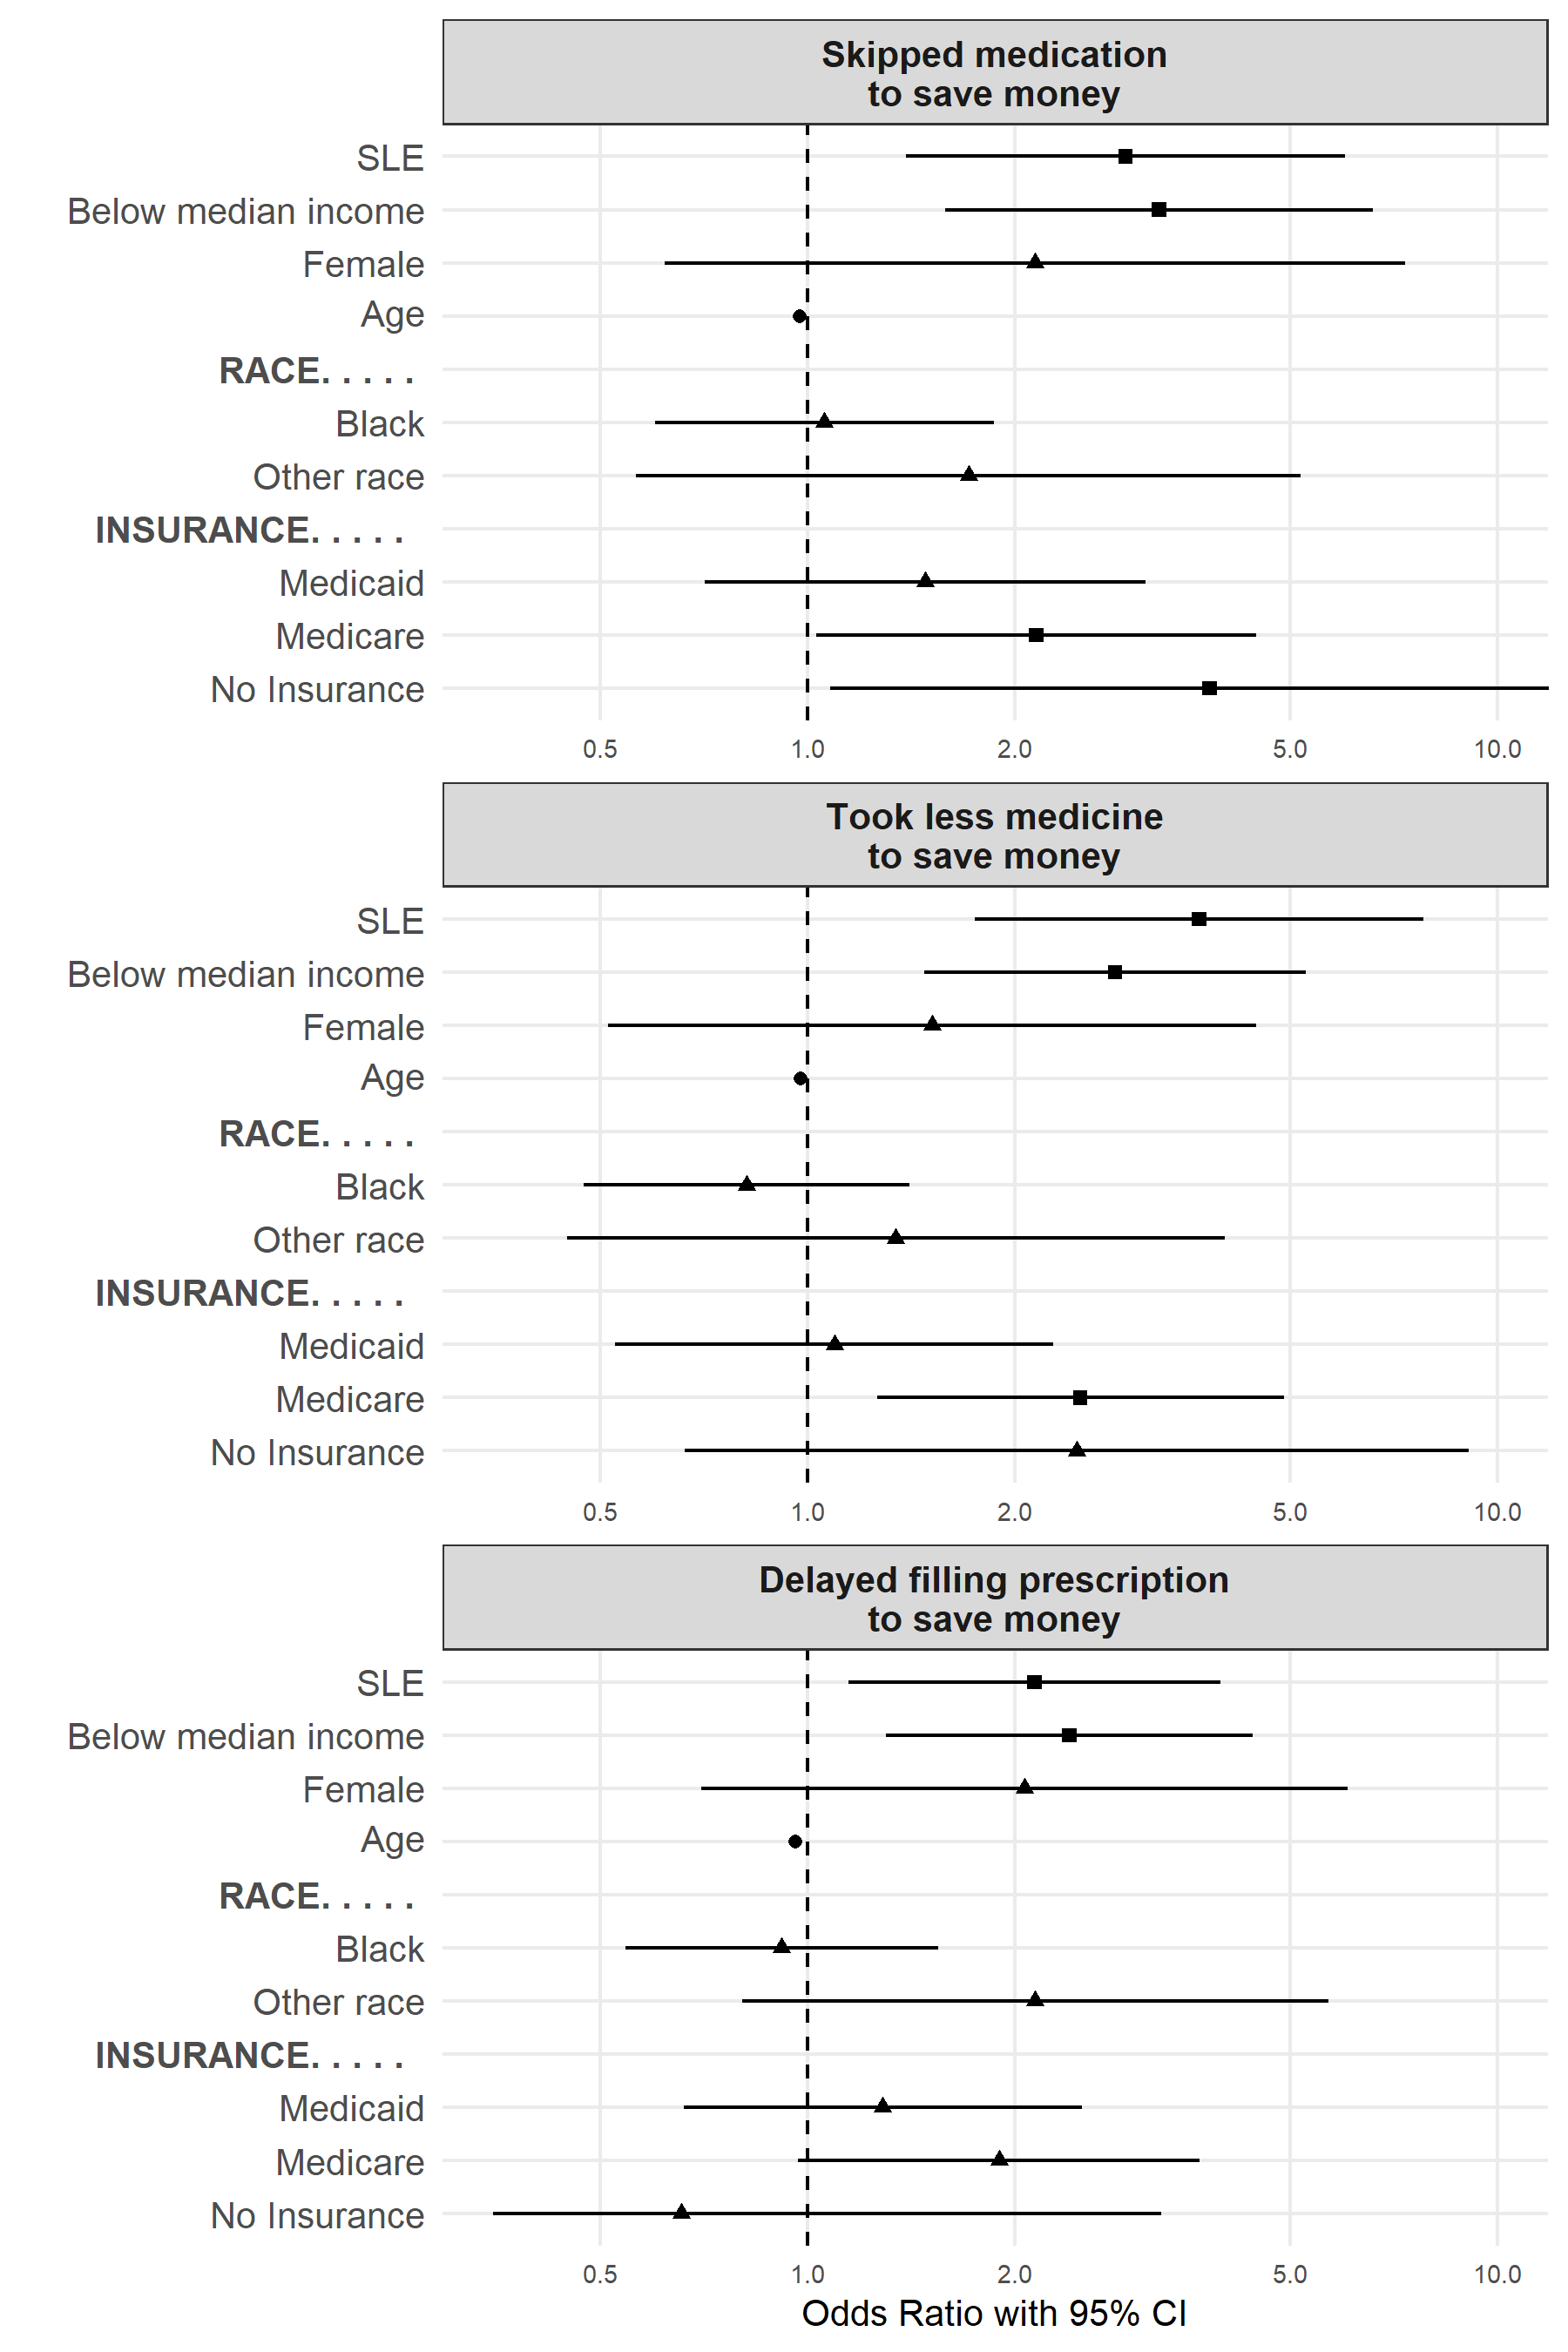 Skipped medication
to save money
SLE
Below median income
Female
Age
RACE. . . . .
Black
Other race
INSURANCE. . . . .
Medicaid
Medicare
No Insurance
0.5 1.0 2.0 5.0 10.0
Took less medicine
to save money
SLE
Below median income
Female
Age
RACE. . . . .
Black
Other race
INSURANCE. . . . .
Medicaid
Medicare
No Insurance
0.5 1.0 2.0 5.0 10.0
Delayed filling prescription
to save money
SLE
Below median income
Female
Age
RACE. . . . .
Black
Other race
INSURANCE. . . . .
Medicaid
Medicare
No Insurance
0.5 1.0 2.0 5.0 10.0
Odds Ratio with 95% CI